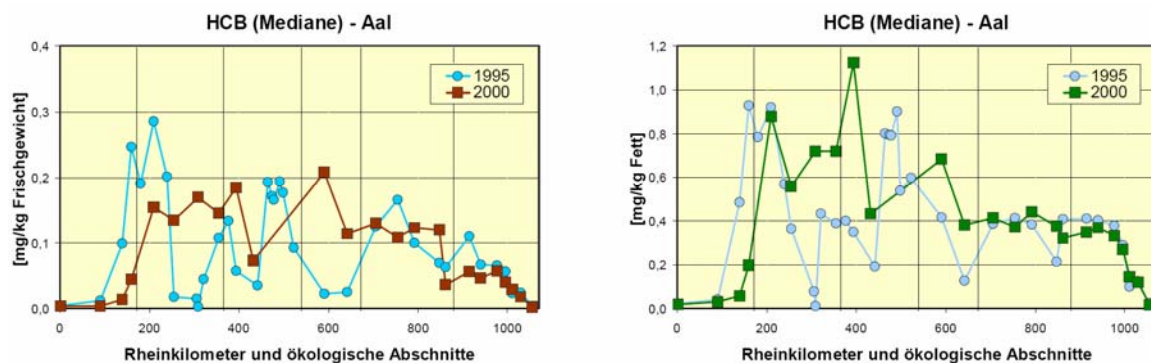 HCB (Mediane) - Aal
[mg/kg Frischgewicht]
0,4
0,3
0,2
0,1
0,0
1995
2000
0 200 400 600 800 1000
Rheinkilometer und ökologische Abschnitte
HCB (Mediane) - Aal
[mg/kg Fett]
1,2
1,0
0,8
0,6
0,4
0,2
0,0
1995
2000
0 200 400 600 800 1000
Rheinkilometer und ökologische Abschnitte